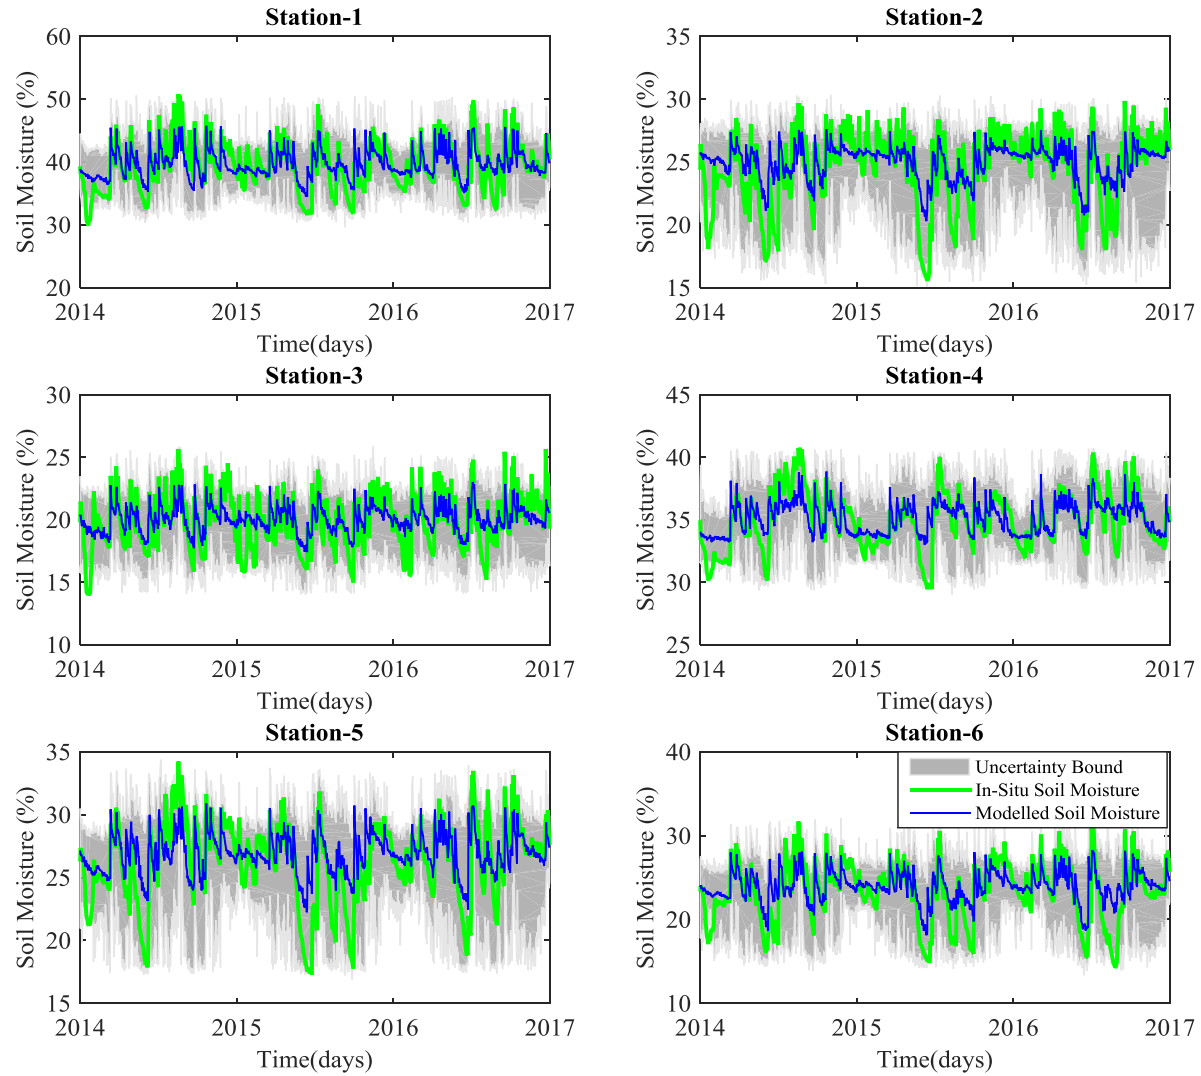 Station-1
Soil Moisture (%)
60
50
40
30
20
2014
2015
2016
2017
Time(days)
Station-2
Soil Moisture (%)
35
30
25
20
15
2014
2015
2016
2017
Time(days)
Station-3
Soil Moisture (%)
30
25
20
15
10
2014
2015
2016
2017
Time(days)
Station-4
Soil Moisture (%)
45
40
35
30
25
2014
2015
2016
2017
Time(days)
Station-5
Soil Moisture (%)
35
30
25
20
15
2014
2015
2016
2017
Time(days)
Station-6
Soil Moisture (%)
40
30
20
10
Uncertainty Bound
In-Situ Soil Moisture
Modelled Soil Moisture
2014
2015
2016
2017
Time(days)